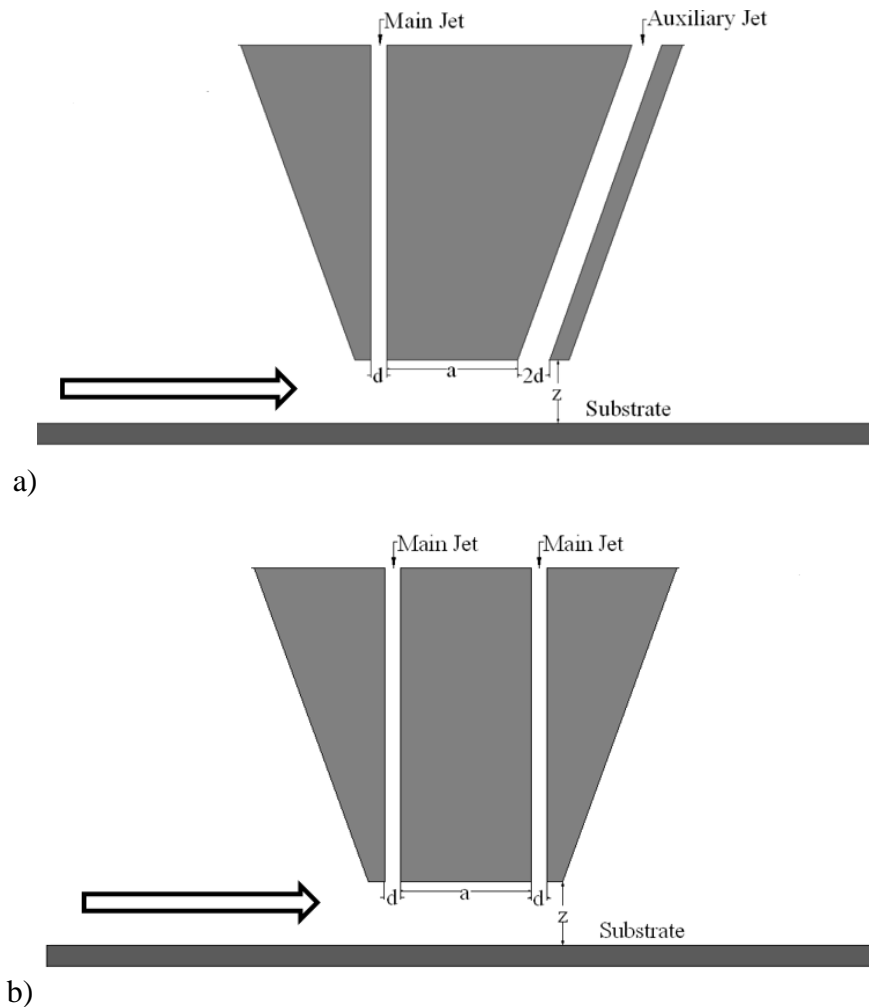 Main Jet Auxiliary Jet
d a 2d
z
Substrate
a)
Main Jet Main Jet
d a d
z
Substrate
b)